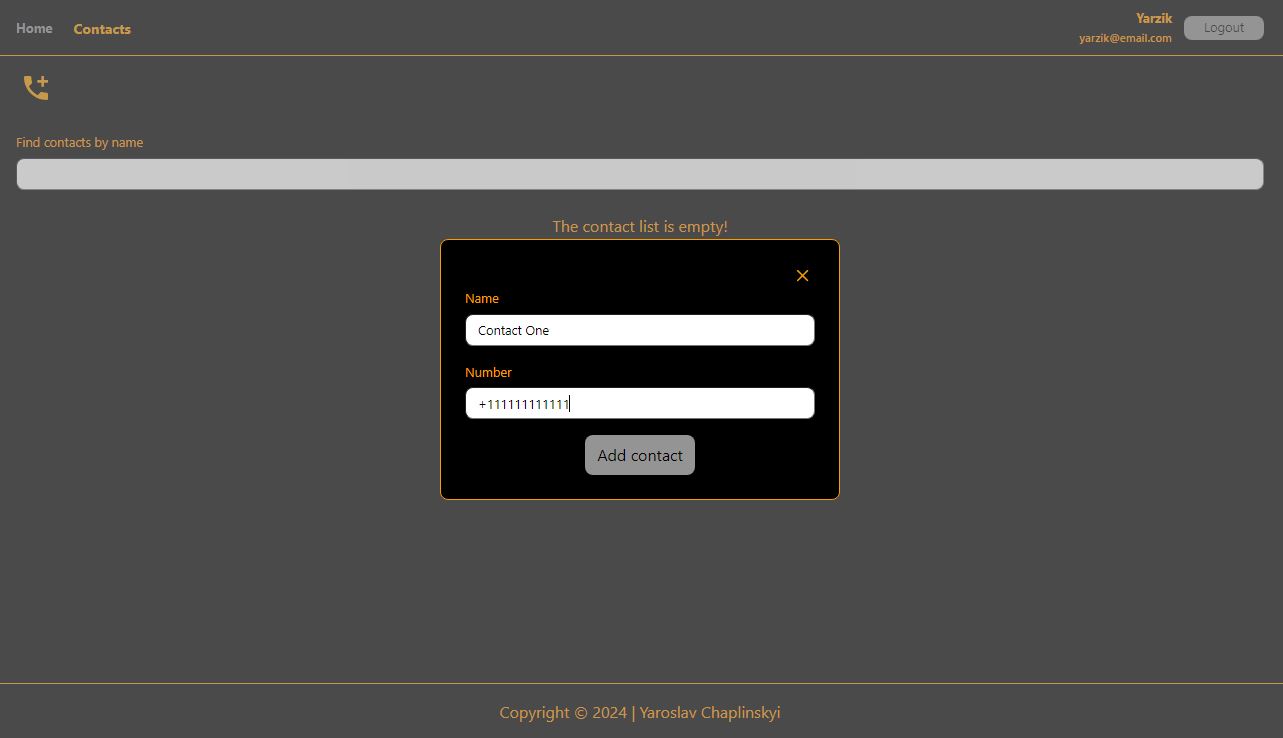 Home Contacts Yarzik Logout
yarzik@email.com
Find contacts by name
The contact list is empty!
Name
Contact One
Number
+111111111111
Add contact
Copyright © 2024 | Yaroslav Chaplinskyi